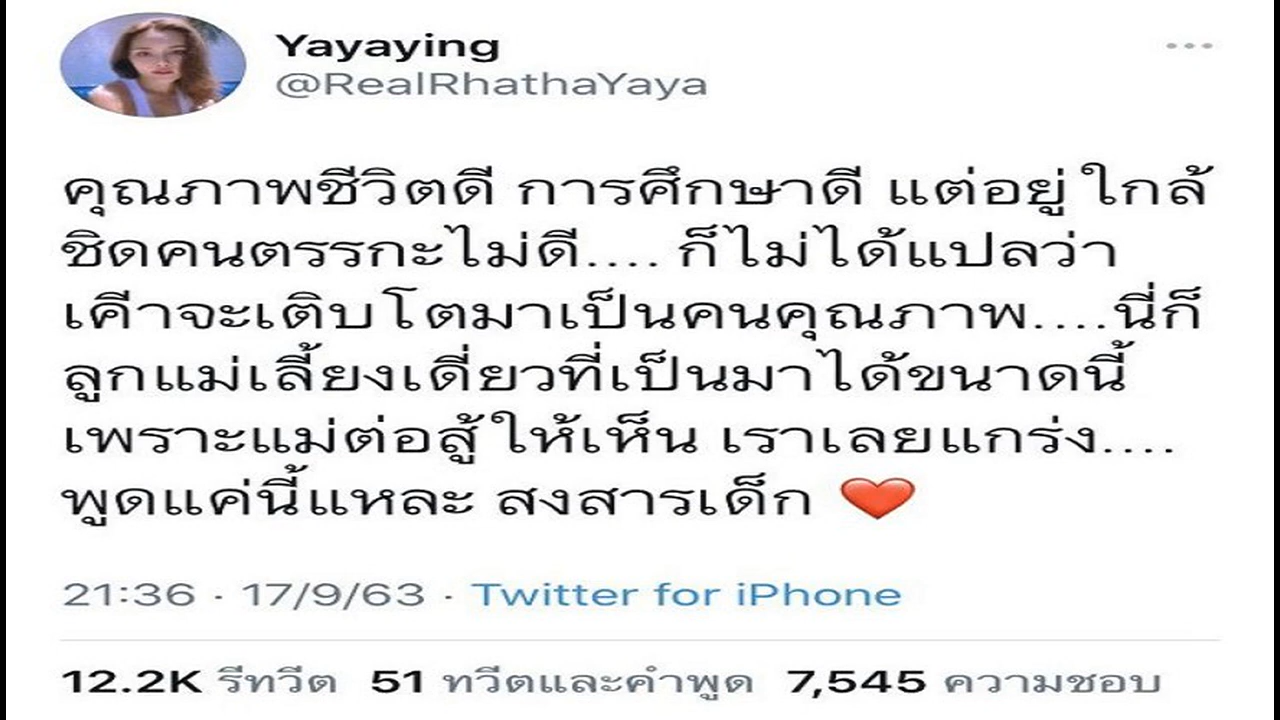 Yayaying
@RealRhathaYaya
คุณภาพชีวิตดี การศึกษาดี แต่อยู่ใกล้
ชิดคนตรรกะไม่ดี.... ก็ไม่ได้แปลว่า
เค๊าจะเติบโตมาเป็นคนคุณภาพ....นี่ก็
ลูกแม่เลี้ยงเดี่ยวที่เป็นมาได้ขนาดนี้
เพราะแม่ต่อสู้ให้เห็น เราเลยแกร่ง....
พูดแค่นี้แหละ สงสารเด็ก ❤️
21:36 · 17/9/63 · Twitter for iPhone
12.2K รีทวีต 51 ทวีตและคำพูด 7,545 ความชอบ